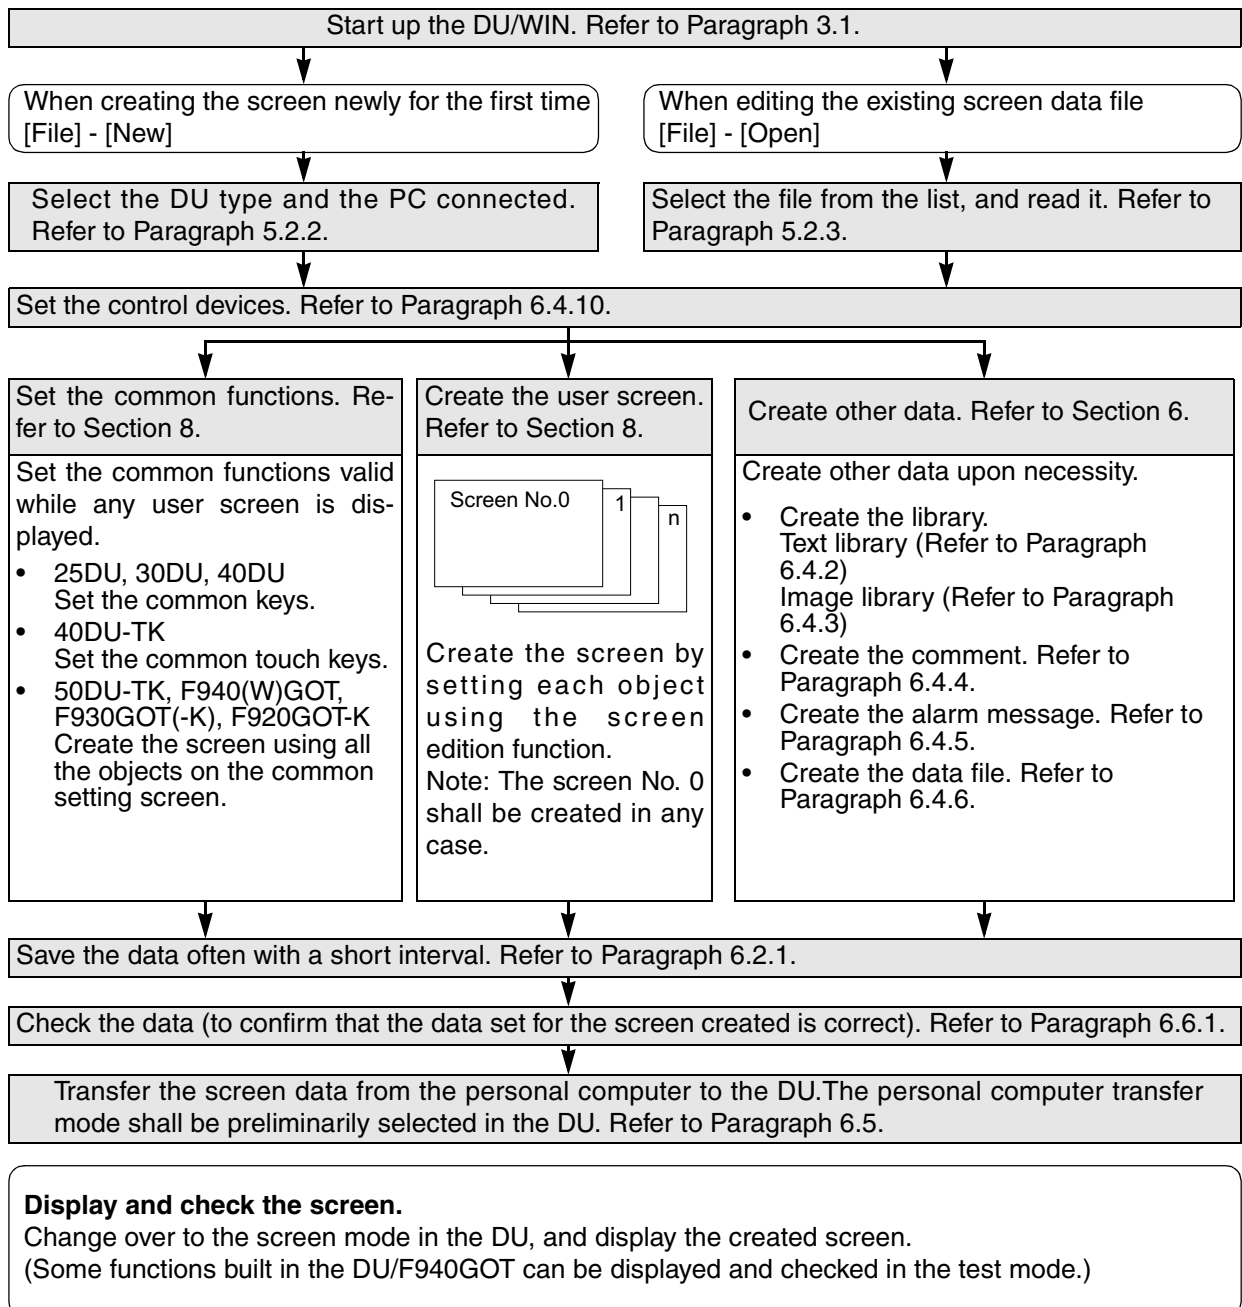 Start up the DU/WIN. Refer to Paragraph 3.1.
When creating the screen newly for the first time
[File] - [New]
When editing the existing screen data file
[File] - [Open]
Select the DU type and the PC connected.
Refer to Paragraph 5.2.2.
Select the file from the list, and read it. Refer to
Paragraph 5.2.3.
Set the control devices. Refer to Paragraph 6.4.10.
Set the common functions. Re-
fer to Section 8.
Set the common functions valid
while any user screen is dis-
played.
• 25DU, 30DU, 40DU
Set the common keys.
• 40DU-TK
Set the common touch keys.
• 50DU-TK, F940(W)GOT,
F930GOT(-K), F920GOT-K
Create the screen using all
the objects on the common
setting screen.
Create the user screen.
Refer to Section 8.
Screen No.0
1
n
Create the screen by
setting each object
using the screen
edition function.
Note: The screen No. 0
shall be created in any
case.
Create other data. Refer to Section 6.
Create other data upon necessity.
• Create the library.
Text library (Refer to Paragraph
6.4.2)
Image library (Refer to Paragraph
6.4.3)
• Create the comment. Refer to
Paragraph 6.4.4.
• Create the alarm message. Refer to
Paragraph 6.4.5.
• Create the data file. Refer to
Paragraph 6.4.6.
Save the data often with a short interval. Refer to Paragraph 6.2.1.
Check the data (to confirm that the data set for the screen created is correct). Refer to Paragraph 6.6.1.
Transfer the screen data from the personal computer to the DU.The personal computer transfer
mode shall be preliminarily selected in the DU. Refer to Paragraph 6.5.
Display and check the screen.
Change over to the screen mode in the DU, and display the created screen.
(Some functions built in the DU/F940GOT can be displayed and checked in the test mode.)